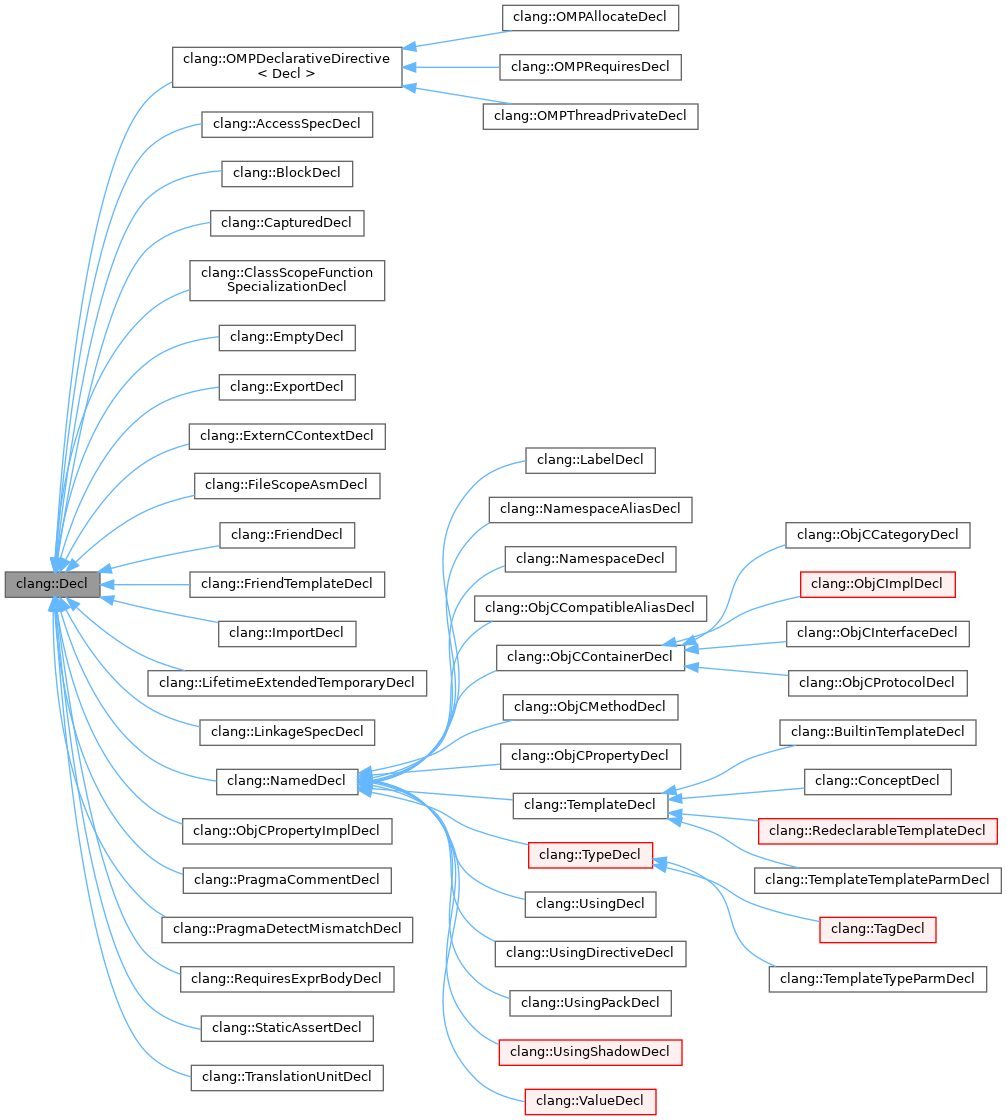 clang::OMPAllocateDecl
clang::OMPDeclarativeDirective
< Decl >
clang::OMPRequiresDecl
clang::OMPThreadPrivateDecl
clang::AccessSpecDecl
clang::BlockDecl
clang::CapturedDecl
clang::ClassScopeFunction
SpecializationDecl
clang::EmptyDecl
clang::ExportDecl
clang::ExternCContextDecl
clang::FileScopeAsmDecl
clang::FriendDecl
clang::Decl
clang::FriendTemplateDecl
clang::ImportDecl
clang::LifetimeExtendedTemporaryDecl
clang::LinkageSpecDecl
clang::NamedDecl
clang::ObjCPropertyImplDecl
clang::PragmaCommentDecl
clang::PragmaDetectMismatchDecl
clang::RequiresExprBodyDecl
clang::StaticAssertDecl
clang::TranslationUnitDecl
clang::LabelDecl
clang::NamespaceAliasDecl
clang::NamespaceDecl
clang::ObjCCompatibleAliasDecl
clang::ObjCContainerDecl
clang::ObjCMethodDecl
clang::ObjCPropertyDecl
clang::TemplateDecl
clang::TypeDecl
clang::UsingDecl
clang::UsingDirectiveDecl
clang::UsingPackDecl
clang::UsingShadowDecl
clang::ValueDecl
clang::ObjCCategoryDecl
clang::ObjCImplDecl
clang::ObjCInterfaceDecl
clang::ObjCProtocolDecl
clang::BuiltinTemplateDecl
clang::ConceptDecl
clang::RedeclarableTemplateDecl
clang::TemplateTemplateParmDecl
clang::TagDecl
clang::TemplateTypeParmDecl